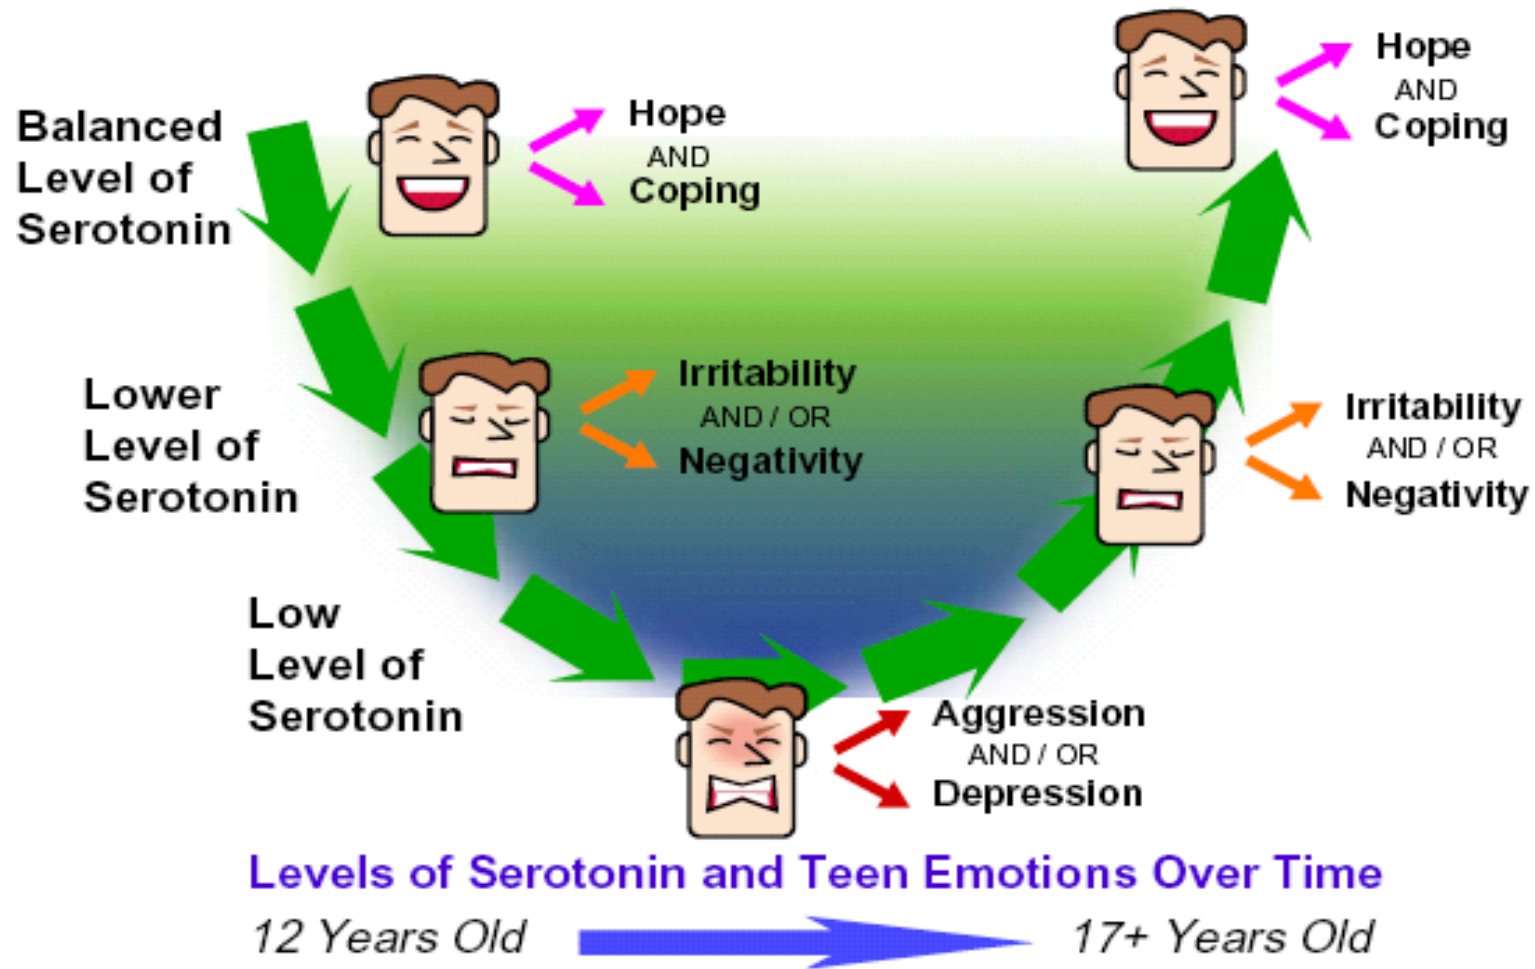 Balanced
Level of
Serotonin
Hope
AND
Coping
Hope
AND
Coping
Lower
Level of
Serotonin
Irritability
AND / OR
Negativity
Irritability
AND / OR
Negativity
Low
Level of
Serotonin
Aggression
AND / OR
Depression
Levels of Serotonin and Teen Emotions Over Time
12 Years Old
17+ Years Old